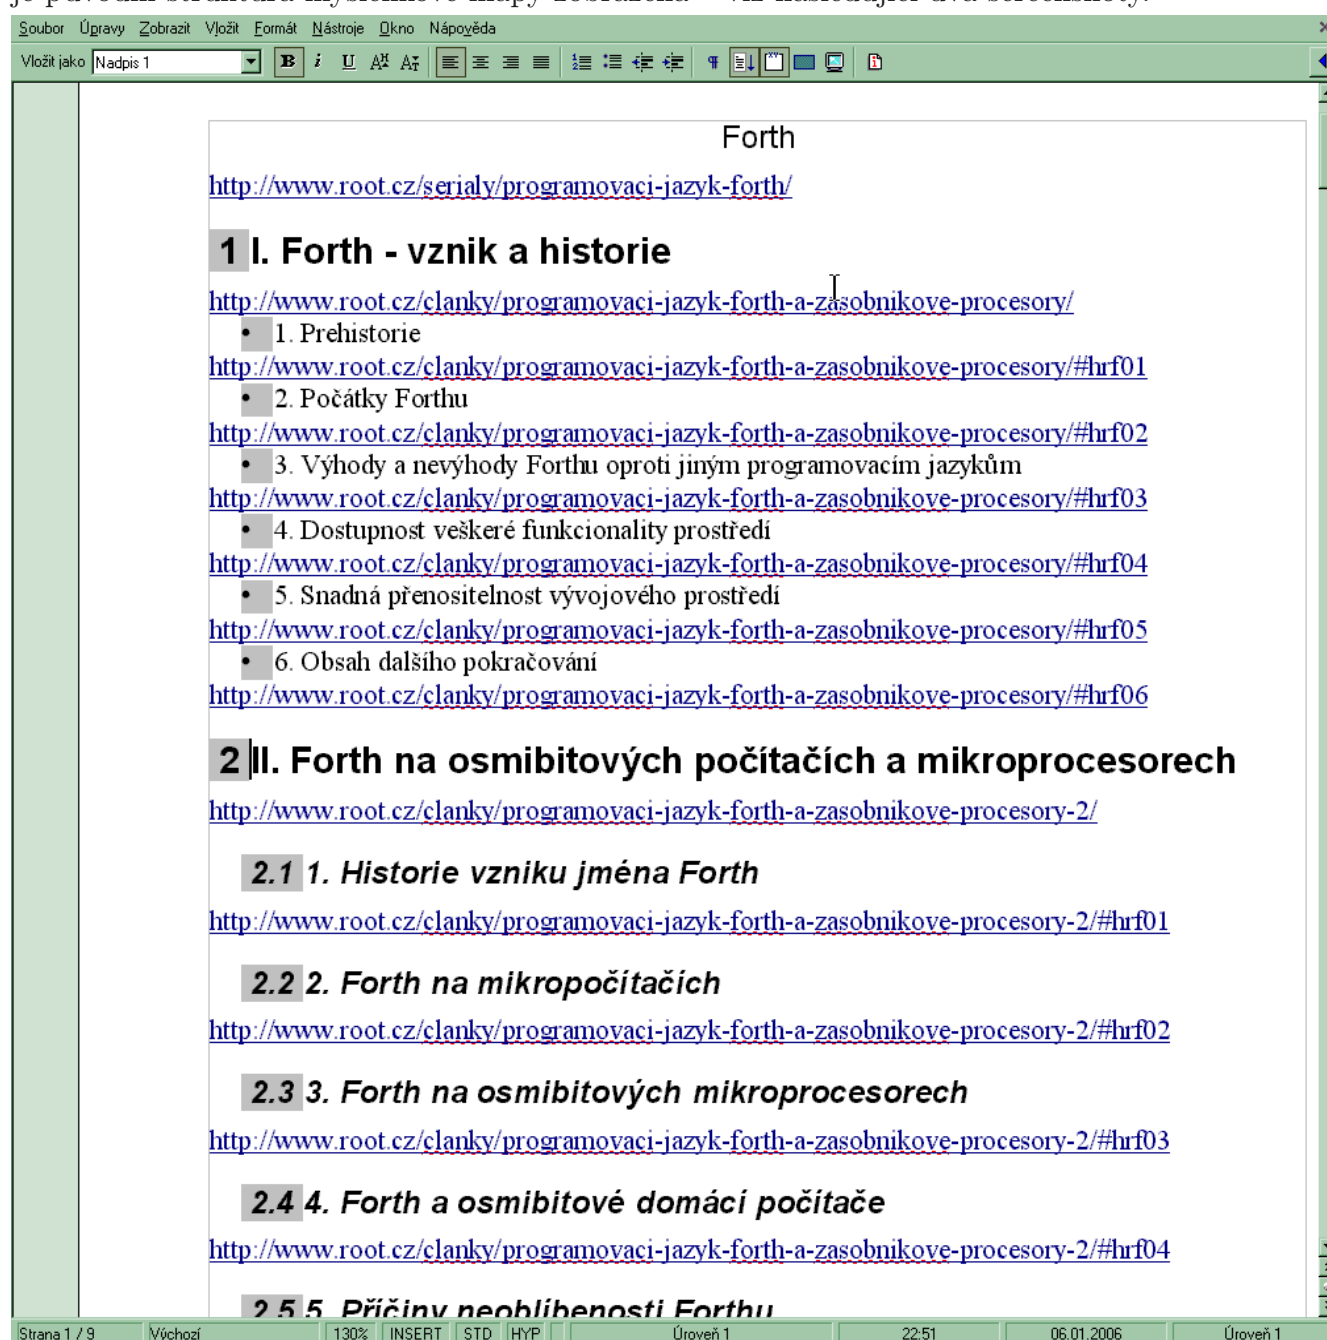 je původní struktura myšlenkové mapy zobrazena – viz následující dva screenshoty:
Soubor Úpravy Zobrazit Vložit Formát Nástroje Okno Nápověda
Vložit jako Nadpis 1
Forth
http://www.root.cz/serialy/programovaci-jazyk-forth/
1 I. Forth - vznik a historie
http://www.root.cz/clanky/programovaci-jazyk-forth-a-zasobnikove-procesory/
• 1. Prehistorie
http://www.root.cz/clanky/programovaci-jazyk-forth-a-zasobnikove-procesory/#hrf01
• 2. Počátky Forthu
http://www.root.cz/clanky/programovaci-jazyk-forth-a-zasobnikove-procesory/#hrf02
• 3. Výhody a nevýhody Forthu oproti jiným programovacím jazykům
http://www.root.cz/clanky/programovaci-jazyk-forth-a-zasobnikove-procesory/#hrf03
• 4. Dostupnost veškeré funkcionality prostředí
http://www.root.cz/clanky/programovaci-jazyk-forth-a-zasobnikove-procesory/#hrf04
• 5. Snadná přenositelnost vývojového prostředí
http://www.root.cz/clanky/programovaci-jazyk-forth-a-zasobnikove-procesory/#hrf05
• 6. Obsah dalšího pokračování
http://www.root.cz/clanky/programovaci-jazyk-forth-a-zasobnikove-procesory/#hrf06
2 II. Forth na osmibitových počítačích a mikroprocesorech
http://www.root.cz/clanky/programovaci-jazyk-forth-a-zasobnikove-procesory-2/
2.1 1. Historie vzniku jména Forth
http://www.root.cz/clanky/programovaci-jazyk-forth-a-zasobnikove-procesory-2/#hrf01
2.2 2. Forth na mikropočítačích
http://www.root.cz/clanky/programovaci-jazyk-forth-a-zasobnikove-procesory-2/#hrf02
2.3 3. Forth na osmibitových mikroprocesorech
http://www.root.cz/clanky/programovaci-jazyk-forth-a-zasobnikove-procesory-2/#hrf03
2.4 4. Forth a osmibitové domácí počítače
http://www.root.cz/clanky/programovaci-jazyk-forth-a-zasobnikove-procesory-2/#hrf04
2.5 5. Příčiny neoblíbenosti Forthu
Strana 1 / 9 Výchozí 130% INSERT STD HYP Úroveň 1 22:51 06.01.2006 Úroveň 1